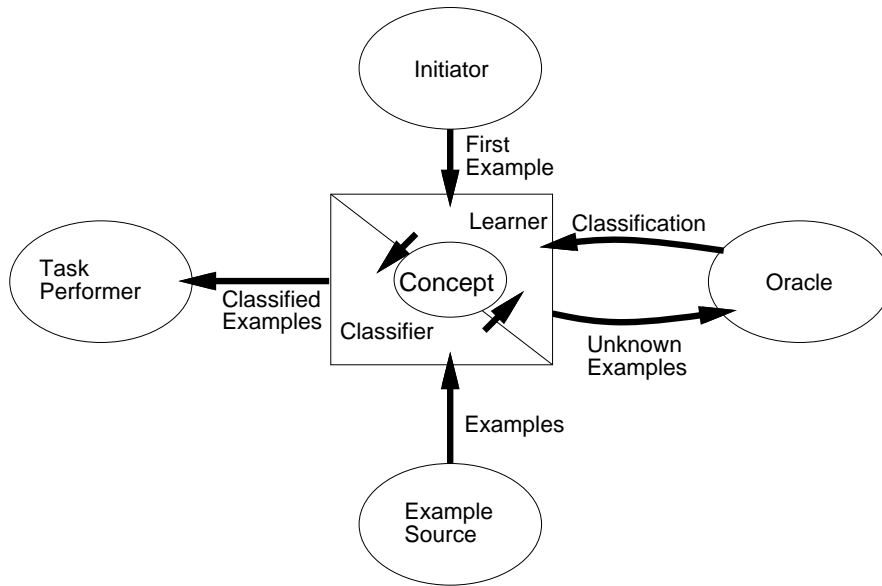 Initiator
First
Example
Learner
Classification
Task
Performer
Concept
Oracle
Classified
Examples
Classifier
Unknown
Examples
Examples
Example
Source